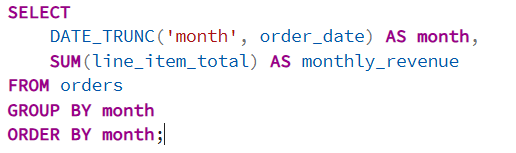 SELECT
    DATE_TRUNC('month', order_date) AS month,
    SUM(line_item_total) AS monthly_revenue
FROM orders
GROUP BY month
ORDER BY month;